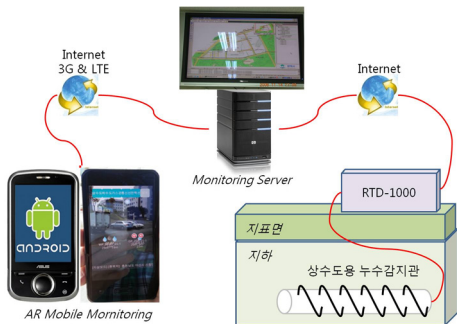 Internet
3G & LTE
Internet
Monitoring Server
RTD-1000
지표면
지하
상수도용 누수감지관
ANDROID
ASUS
AR Mobile Mornitoring